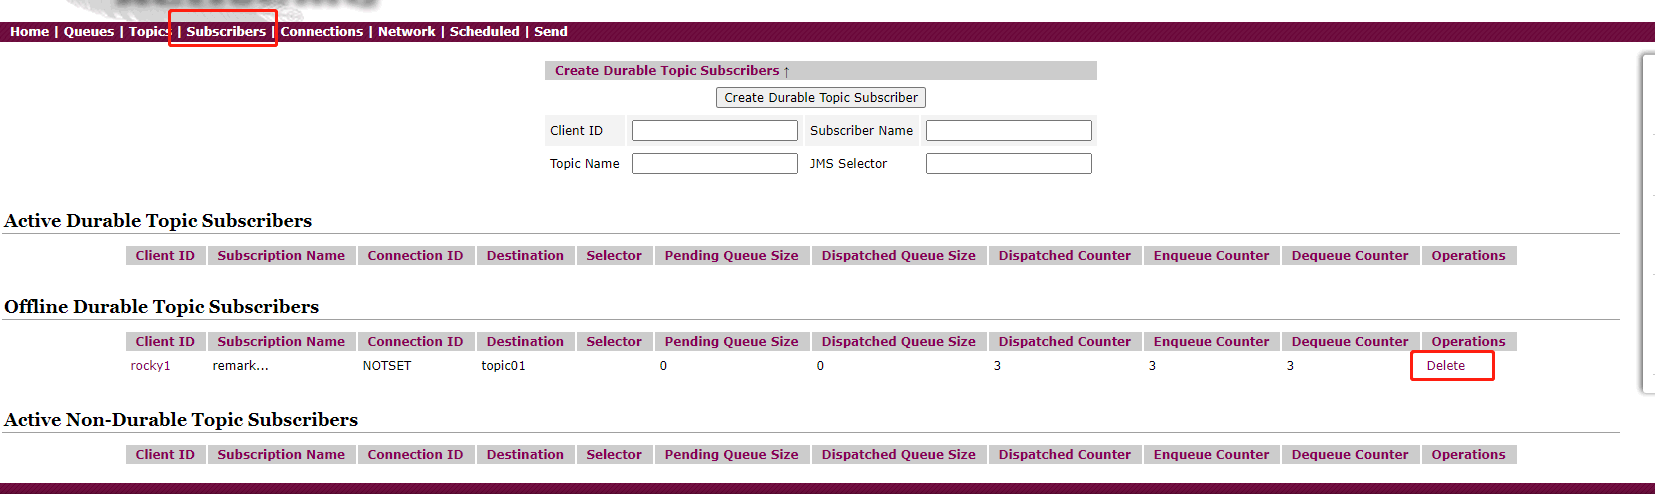 Home | Queues | Topics | Subscribers | Connections | Network | Scheduled | Send
Create Durable Topic Subscribers ↑
Create Durable Topic Subscriber
Client ID Subscriber Name
Topic Name JMS Selector
Active Durable Topic Subscribers
Client ID Subscription Name Connection ID Destination Selector Pending Queue Size Dispatched Queue Size Dispatched Counter Enqueue Counter Dequeue Counter Operations
Offline Durable Topic Subscribers
Client ID Subscription Name Connection ID Destination Selector Pending Queue Size Dispatched Queue Size Dispatched Counter Enqueue Counter Dequeue Counter Operations
rocky1 remark... NOTSET topic01 0 0 3 3 3 Delete
Active Non-Durable Topic Subscribers
Client ID Subscription Name Connection ID Destination Selector Pending Queue Size Dispatched Queue Size Dispatched Counter Enqueue Counter Dequeue Counter Operations